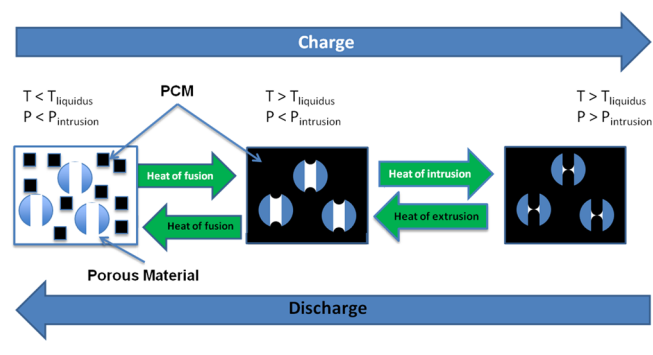 Charge
T < Tliquidus
P < Pintrusion
PCM
T > Tliquidus
P < Pintrusion
T > Tliquidus
P > Pintrusion
Heat of fusion
Heat of intrusion
Heat of fusion
Heat of extrusion
Porous Material
Discharge